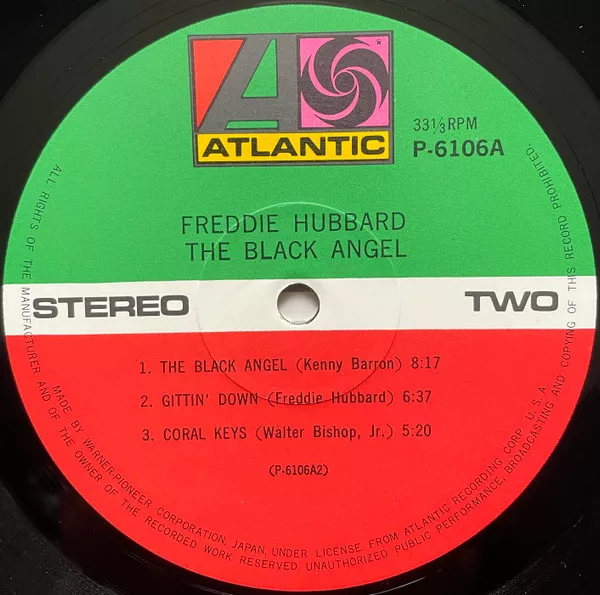 ATLANTIC
33⅓RPM
P-6106A
FREDDIE HUBBARD
THE BLACK ANGEL
STEREO
TWO
1. THE BLACK ANGEL (Kenny Barron) 8:17
2. GITTIN' DOWN (Freddie Hubbard) 6:37
3. CORAL KEYS (Walter Bishop, Jr.) 5:20
(P-6106A2)
MADE BY WARNER-PIONEER CORPORATION, JAPAN, UNDER LICENSE FROM ATLANTIC RECORDING CORP. U.S.A.
ALL RIGHTS OF THE MANUFACTURER AND OF THE OWNER OF THE RECORDED WORK RESERVED. UNAUTHORIZED PUBLIC PERFORMANCE, BROADCASTING AND COPYING OF THIS RECORD PROHIBITED.